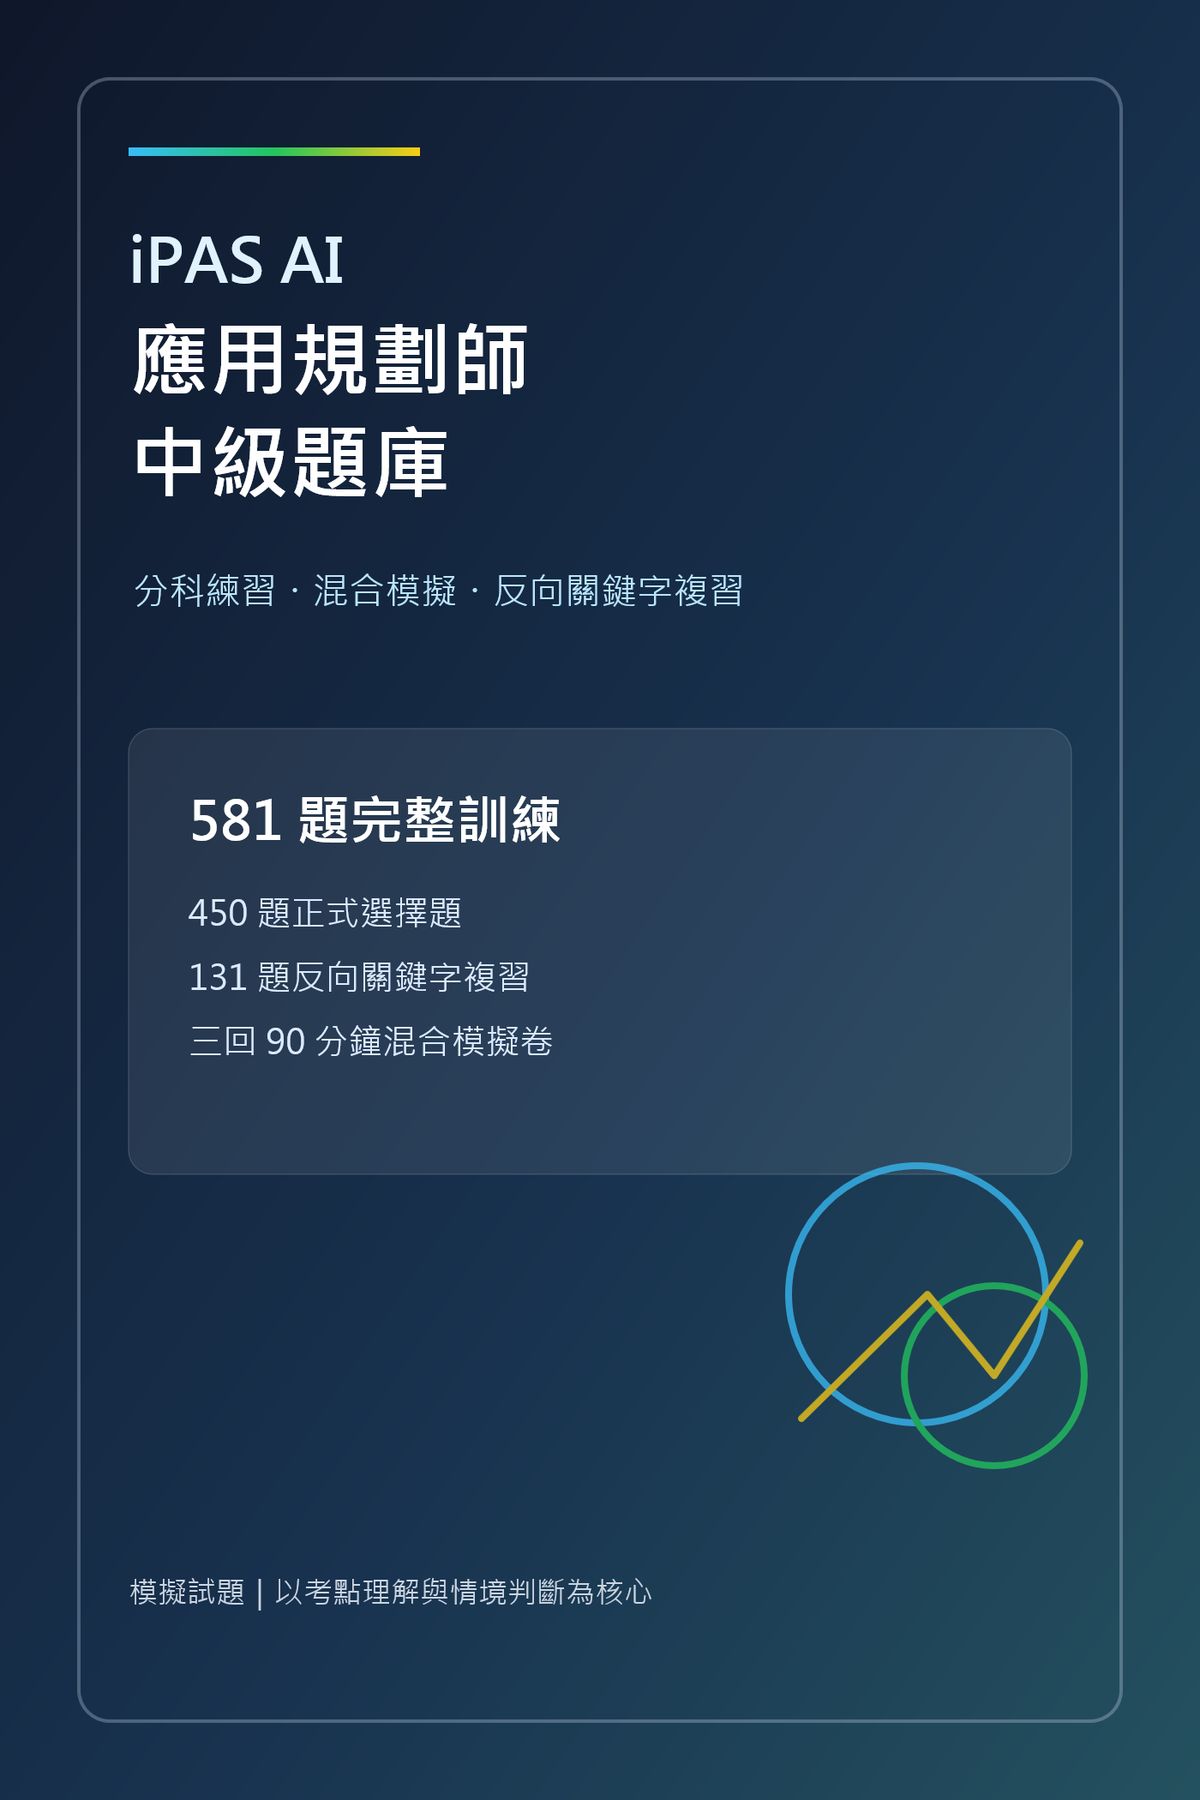 iPAS AI
應用規劃師
中級題庫
分科練習 · 混合模擬 · 反向關鍵字複習
581 題完整訓練
450 題正式選擇題
131 題反向關鍵字複習
三回 90 分鐘混合模擬卷
模擬試題 | 以考點理解與情境判斷為核心